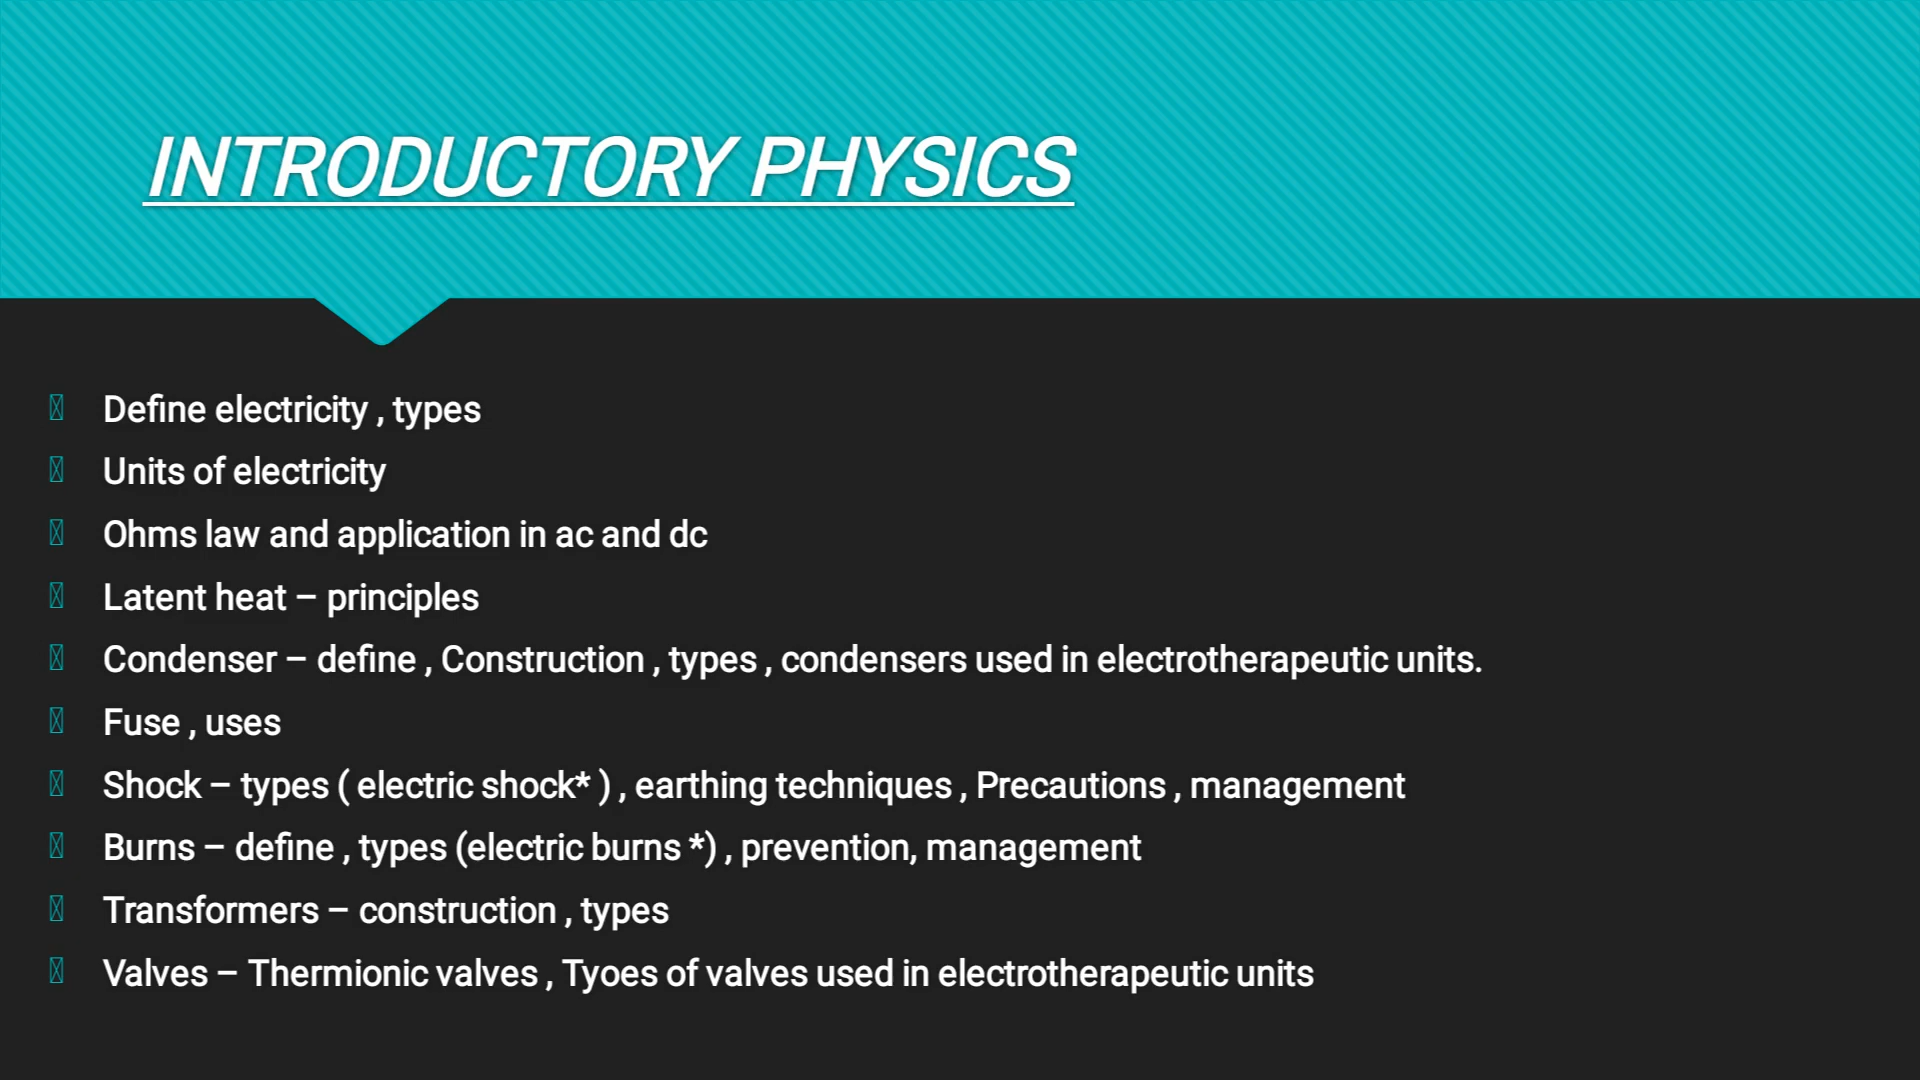 INTRODUCTORY PHYSICS
Define electricity , types
Units of electricity
Ohms law and application in ac and dc
Latent heat – principles
Condenser – define , Construction , types , condensers used in electrotherapeutic units.
Fuse , uses
Shock – types ( electric shock* ) , earthing techniques , Precautions , management
Burns – define , types (electric burns *) , prevention, management
Transformers – construction , types
Valves – Thermionic valves , Tyoes of valves used in electrotherapeutic units